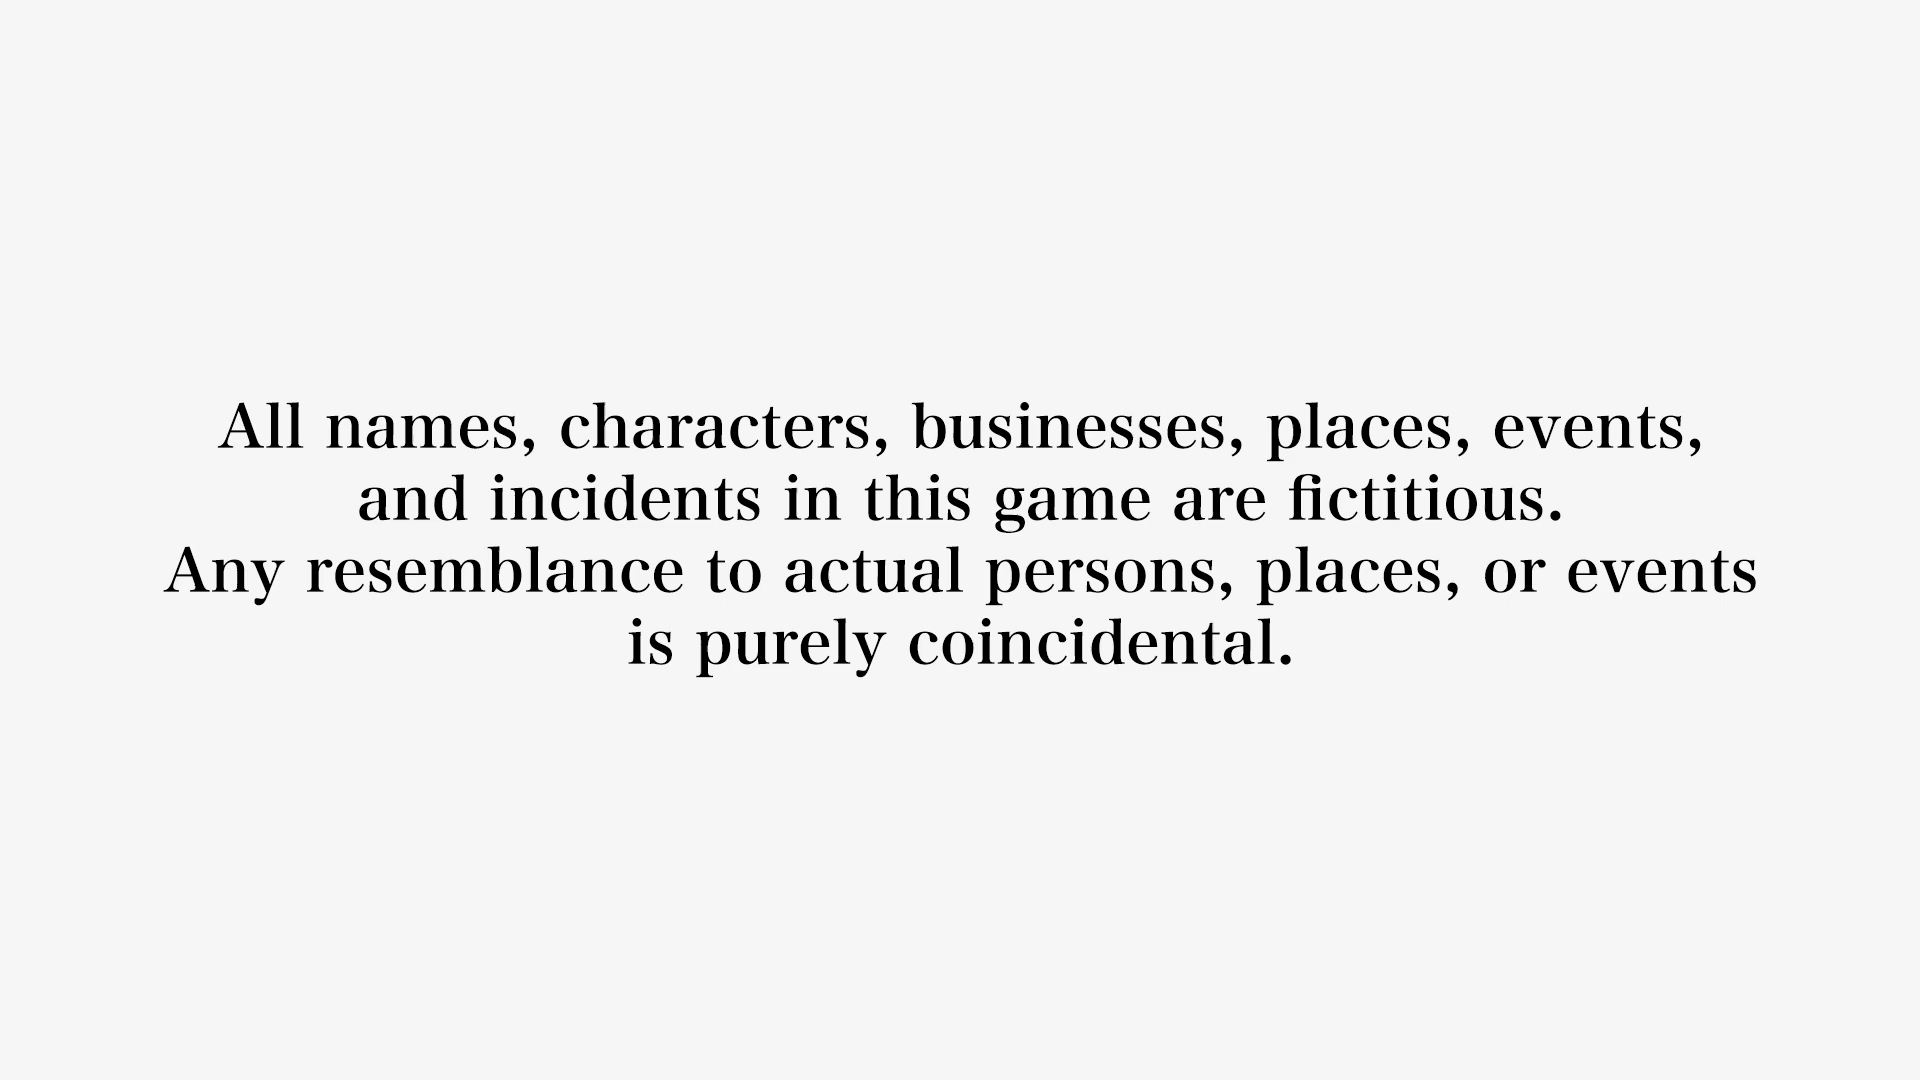 All names, characters, businesses, places, events,
and incidents in this game are fictitious.
Any resemblance to actual persons, places, or events
is purely coincidental.